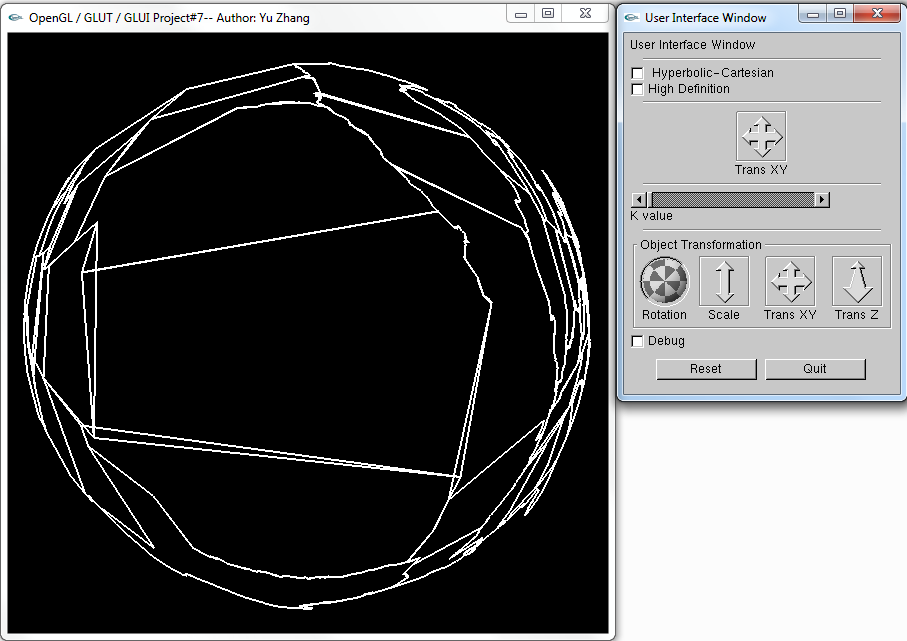 OpenGL / GLUT / GLUI Project#7-- Author: Yu Zhang
User Interface Window
User Interface Window
Hyperbolic-Cartesian
High Definition
Trans XY
K value
Object Transformation
Rotation Scale Trans XY Trans Z
Debug
Reset Quit